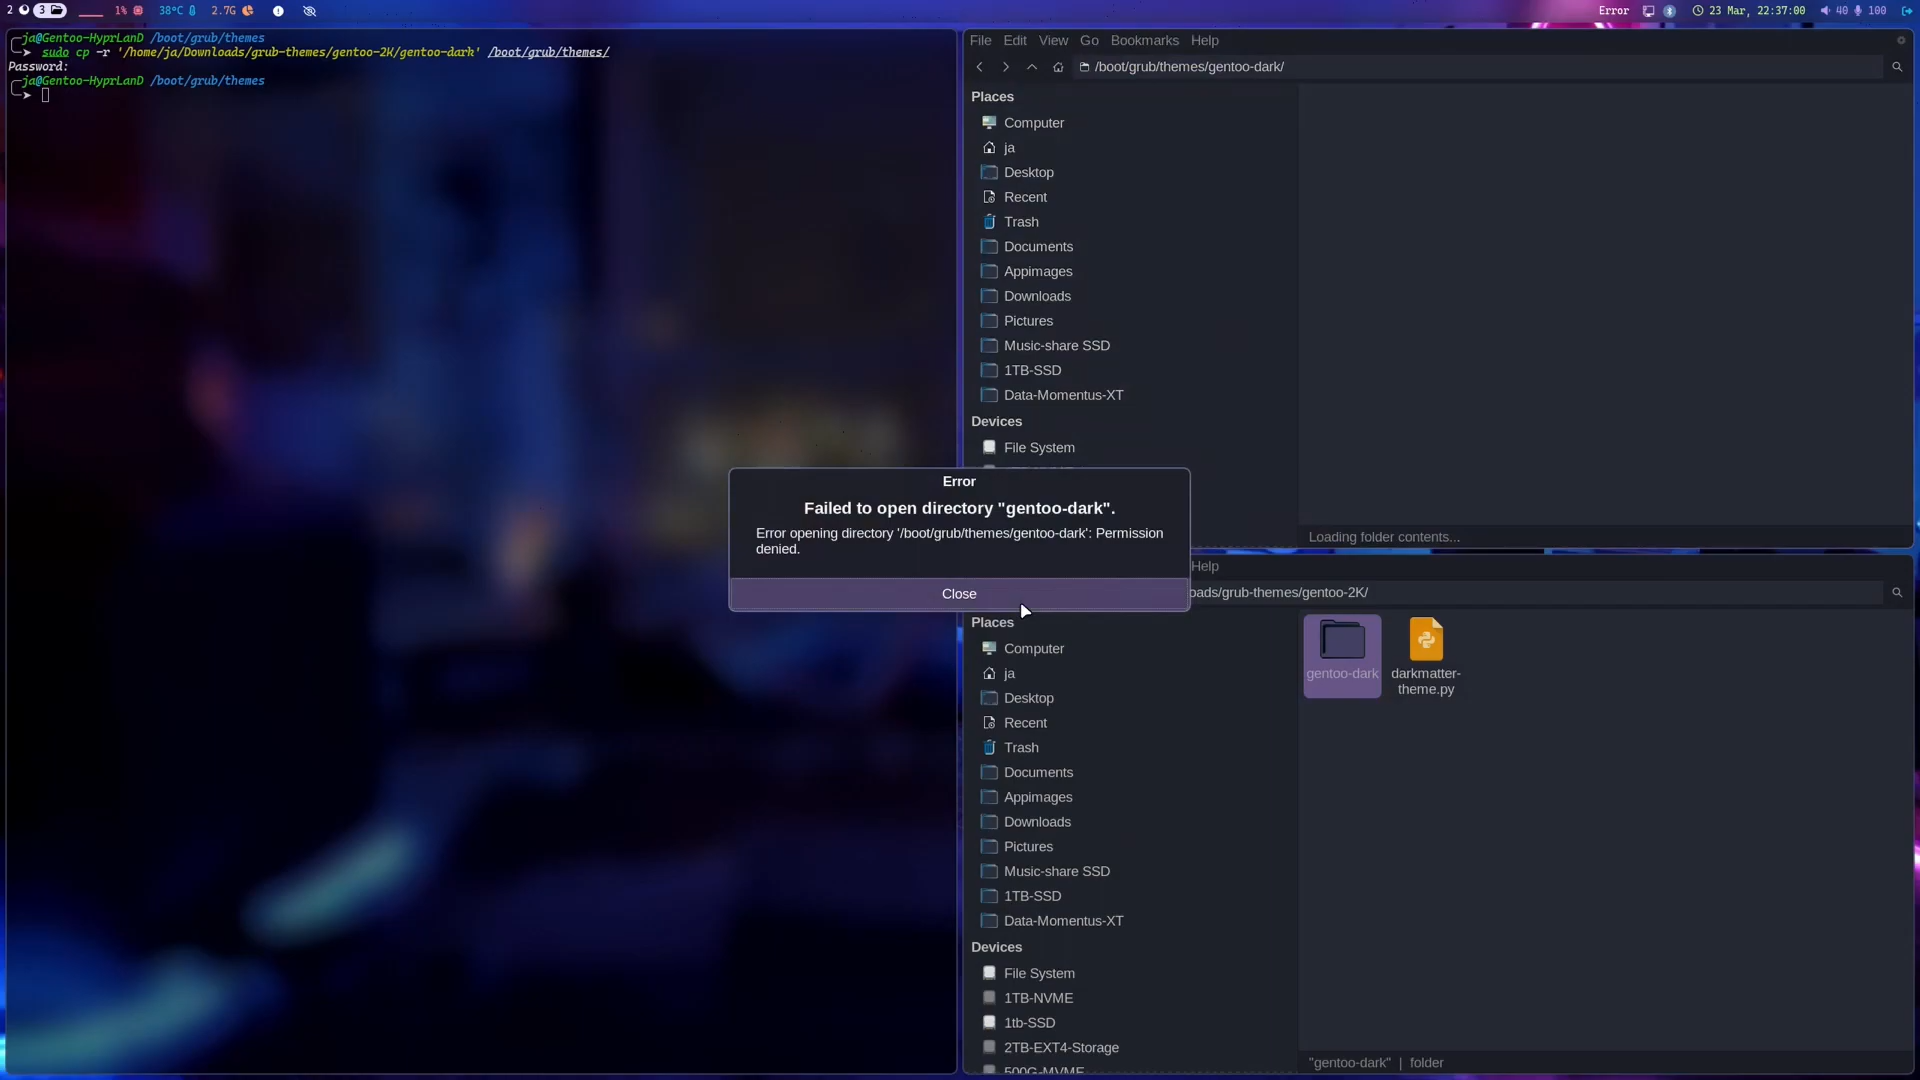 2 3 1% 38°C 2.7G
Error 23 Mar, 22:37:00 40 100
ja@Gentoo-HyprLanD /boot/grub/themes
sudo cp -r '/home/ja/Downloads/grub-themes/gentoo-2K/gentoo-dark' /boot/grub/themes/
Password:
ja@Gentoo-HyprLanD /boot/grub/themes
File Edit View Go Bookmarks Help
/boot/grub/themes/gentoo-dark/
Places
Computer
ja
Desktop
Recent
Trash
Documents
Appimages
Downloads
Pictures
Music-share SSD
1TB-SSD
Data-Momentus-XT
Devices
File System
Loading folder contents...
Error
Failed to open directory "gentoo-dark".
Error opening directory '/boot/grub/themes/gentoo-dark': Permission
denied.
Close
Help
oads/grub-themes/gentoo-2K/
Places
Computer
ja
Desktop
Recent
Trash
Documents
Appimages
Downloads
Pictures
Music-share SSD
1TB-SSD
Data-Momentus-XT
Devices
File System
1TB-NVME
1tb-SSD
2TB-EXT4-Storage
gentoo-dark
darkmatter-
theme.py
"gentoo-dark" | folder